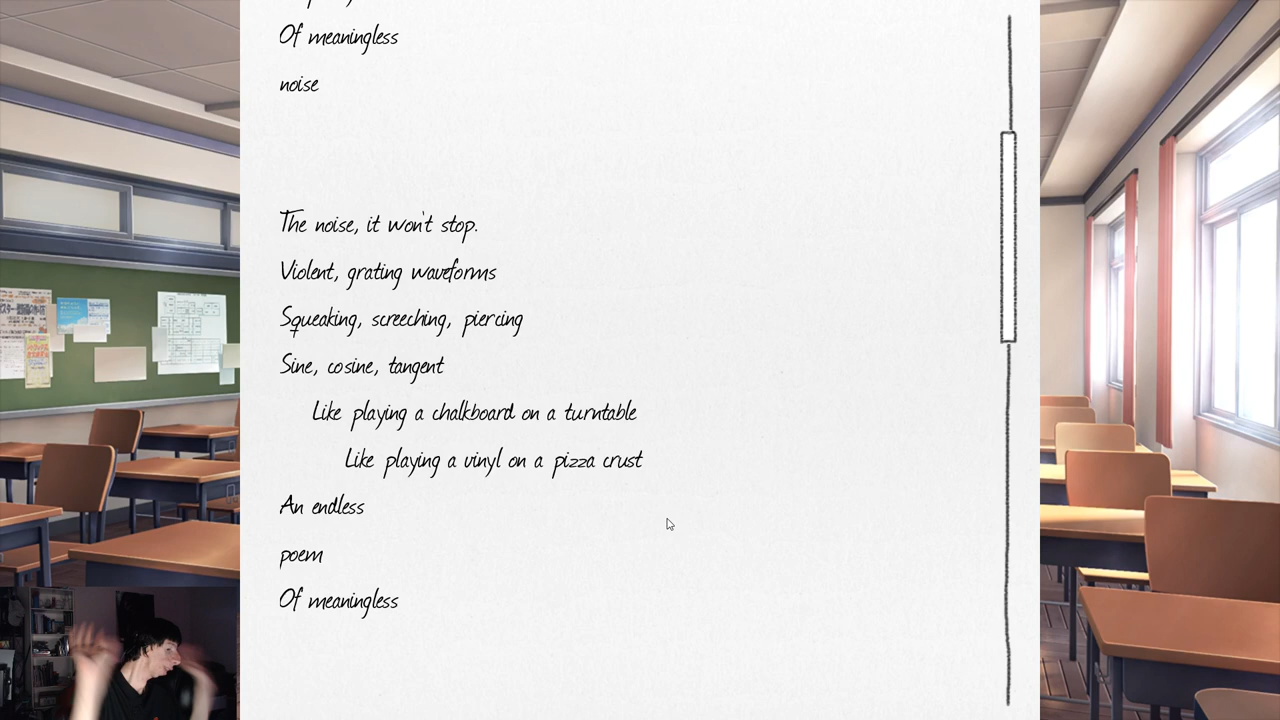 Of meaningless
noise
The noise, it won't stop.
Violent, grating waveforms
Squeaking, screeching, piercing
Sine, cosine, tangent
Like playing a chalkboard on a turntable
Like playing a vinyl on a pizza crust
An endless
poem
Of meaningless